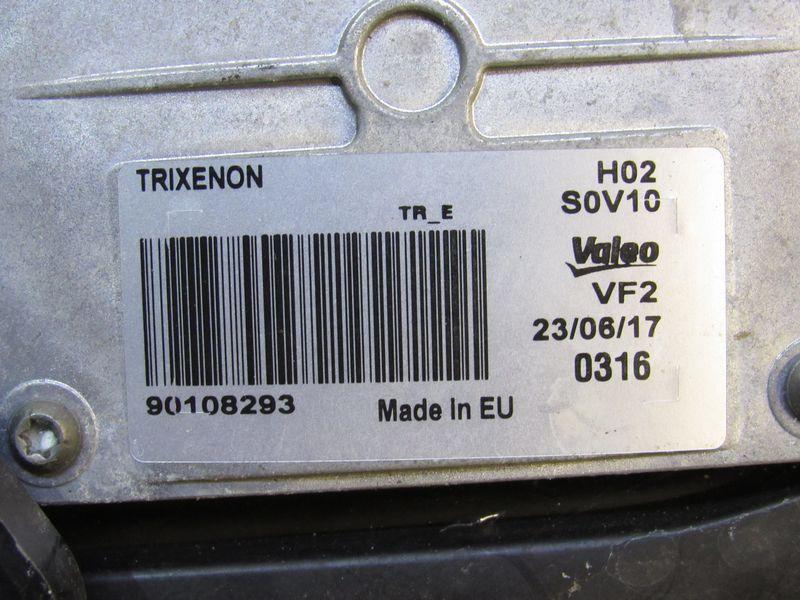 TRIXENON
H02
S0V10
TR_E
Valeo
VF2
23/06/17
0316
90108293
Made in EU